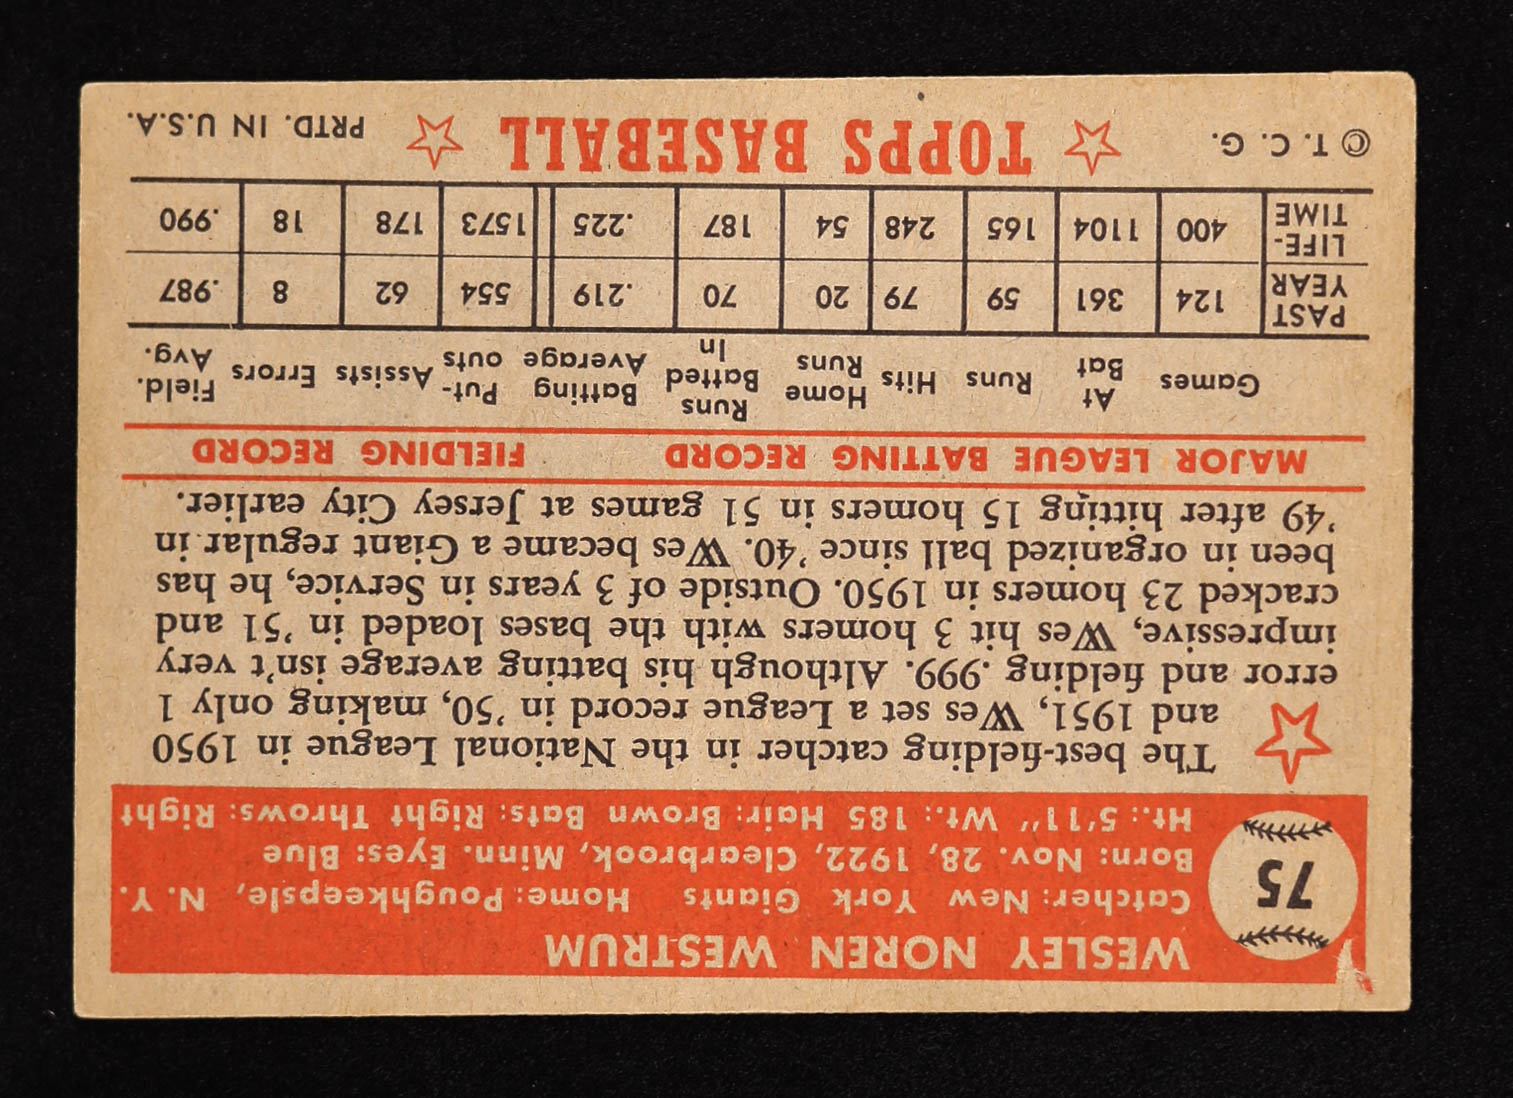 75
WESLEY NOREN WESTRUM
Catcher: New York Giants Home: Poughkeepsie, N. Y.
Born: Nov. 28, 1922, Clearbrook, Minn. Eyes: Blue
Ht.: 5'11" Wt.: 185 Hair: Brown Bats: Right Throws: Right
The best-fielding catcher in the National League in 1950
and 1951, Wes set a League record in '50, making only 1
error and fielding .999. Although his batting average isn't very
impressive, Wes hit 3 homers with the bases loaded in '51 and
cracked 23 homers in 1950. Outside of 3 years in Service, he has
been in organized ball since '40. Wes became a Giant regular in
'49 after hitting 15 homers in 51 games at Jersey City earlier.
MAJOR LEAGUE BATTING RECORD FIELDING RECORD
Games At Bat Runs Hits Home Runs Runs Batted In Batting Average Put-outs Assists Errors Field. Avg.
PAST YEAR 124 361 59 79 20 70 .219 554 62 8 .987
LIFE-TIME 400 1104 165 248 54 187 .225 1573 178 18 .990
© T. C. G. TOPPS BASEBALL PRTD. IN U.S.A.